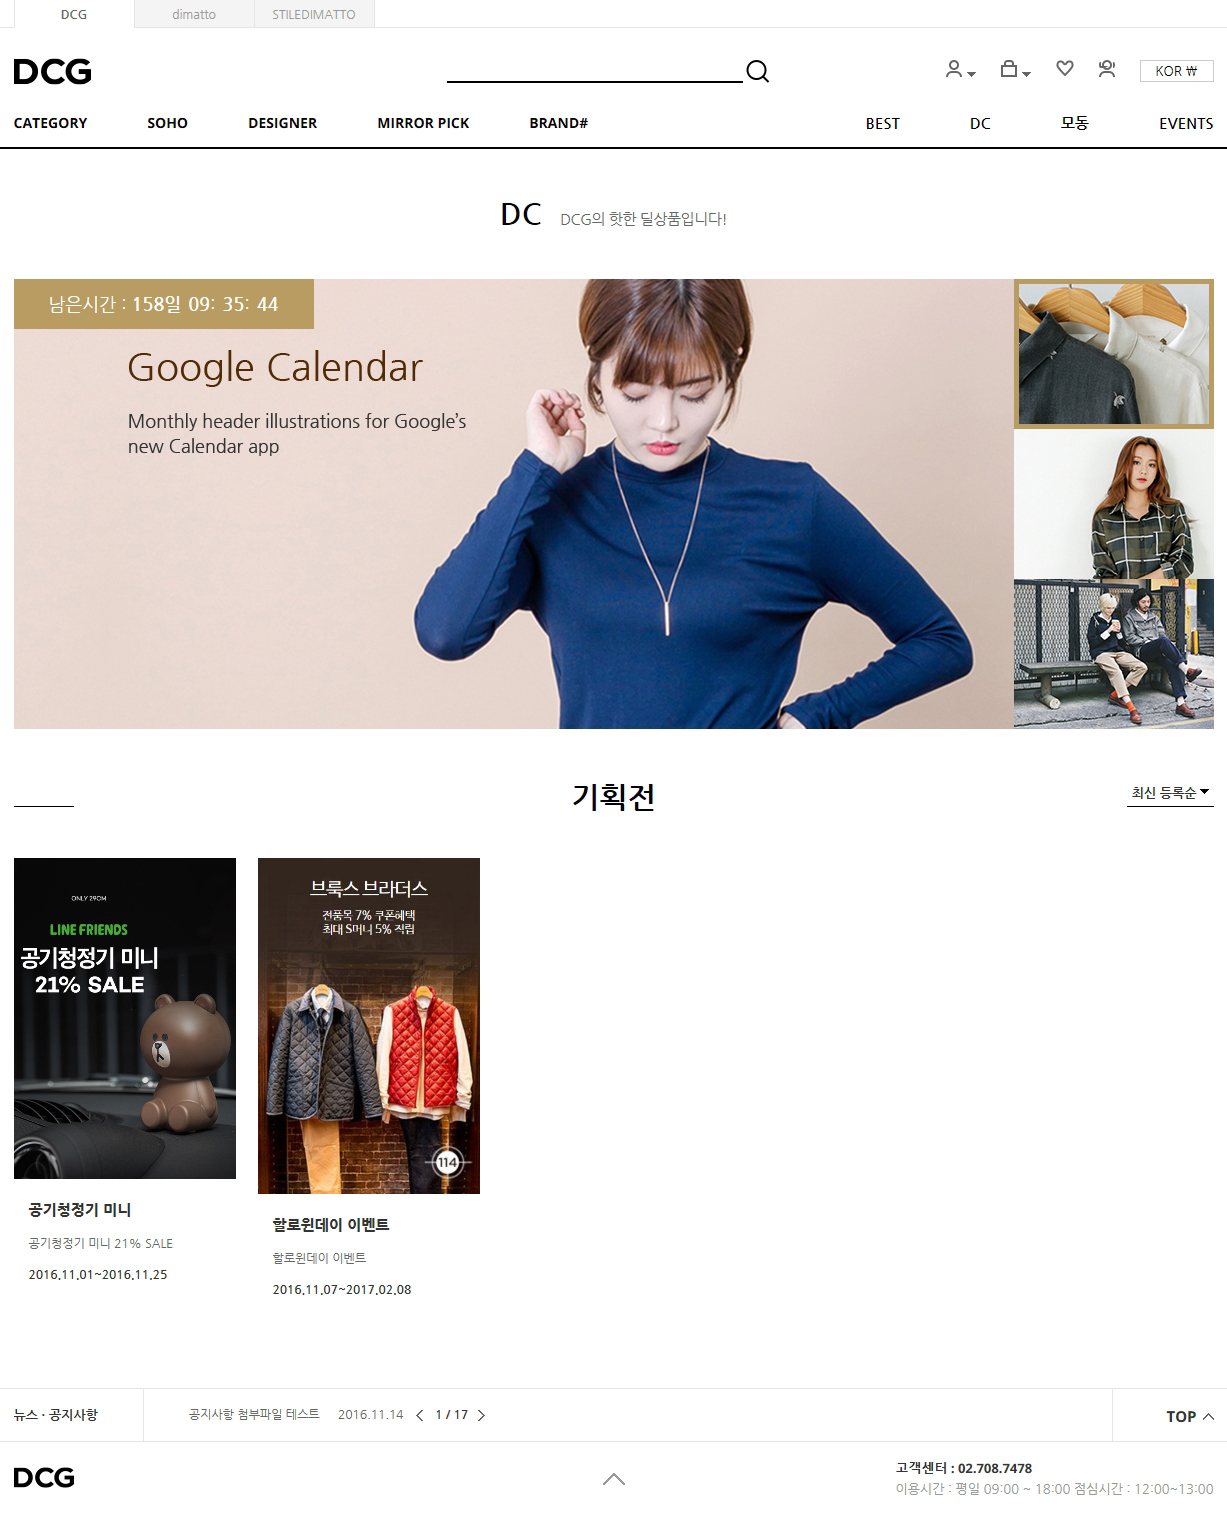 DCG
dimatto
STILEDIMATTO
DCG
KOR ₩
CATEGORY
SOHO
DESIGNER
MIRROR PICK
BRAND#
BEST
DC
모동
EVENTS
DC
DCG의 핫한 딜상품입니다!
남은시간 : 158일 09: 35: 44
Google Calendar
Monthly header illustrations for Google's
new Calendar app
기획전
최신 등록순
ONLY 29CM
LINE FRIENDS
공기청정기 미니
21% SALE
브룩스 브라더스
전품목 7% 쿠폰혜택
최대 S머니 5% 적립
114
공기청정기 미니
공기청정기 미니 21% SALE
2016.11.01~2016.11.25
할로윈데이 이벤트
할로윈데이 이벤트
2016.11.07~2017.02.08
뉴스 · 공지사항
공지사항 첨부파일 테스트
2016.11.14
1 / 17
TOP
DCG
고객센터 : 02.708.7478
이용시간 : 평일 09:00 ~ 18:00 점심시간 : 12:00~13:00